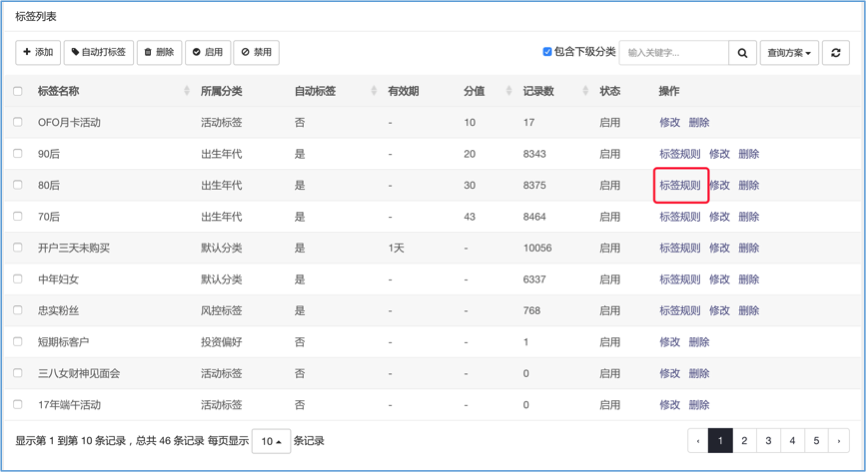 标签列表
添加 自动打标签 删除 启用 禁用 包含下级分类 输入关键字... 查询方案
标签名称 所属分类 自动标签 有效期 分值 记录数 状态 操作
OFO月卡活动 活动标签 否 - 10 17 启用 修改 删除
90后 出生年代 是 - 20 8343 启用 标签规则 修改 删除
80后 出生年代 是 - 30 8375 启用 标签规则 修改 删除
70后 出生年代 是 - 43 8464 启用 标签规则 修改 删除
开户三天未购买 默认分类 是 1天 - 10056 启用 标签规则 修改 删除
中年妇女 默认分类 是 - - 6337 启用 标签规则 修改 删除
忠实粉丝 风控标签 是 - - 768 启用 标签规则 修改 删除
短期标客户 投资偏好 否 - - 1 启用 修改 删除
三八女财神见面会 活动标签 否 - - 0 启用 修改 删除
17年端午活动 活动标签 否 - - 0 启用 修改 删除
显示第 1 到第 10 条记录，总共 46 条记录 每页显示 10 条记录 ‹ 1 2 3 4 5 ›